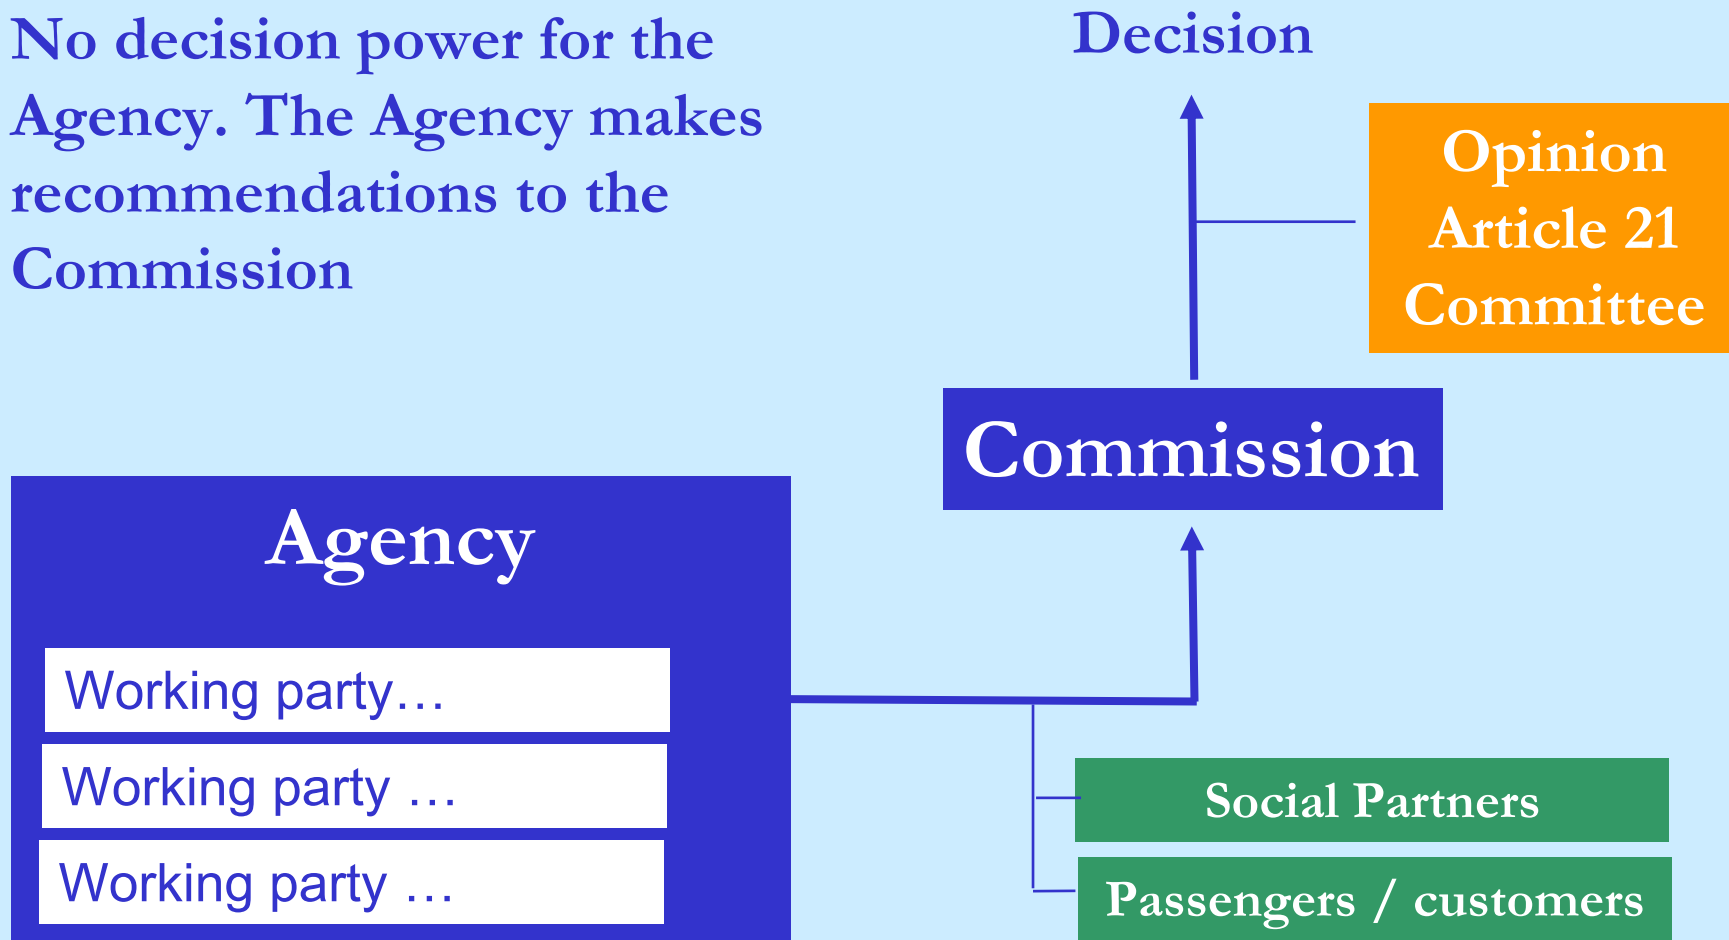 No decision power for the
Agency. The Agency makes
recommendations to the
Commission
Decision
Opinion
Article 21
Committee
Commission
Agency
Working party…
Working party …
Working party …
Social Partners
Passengers / customers